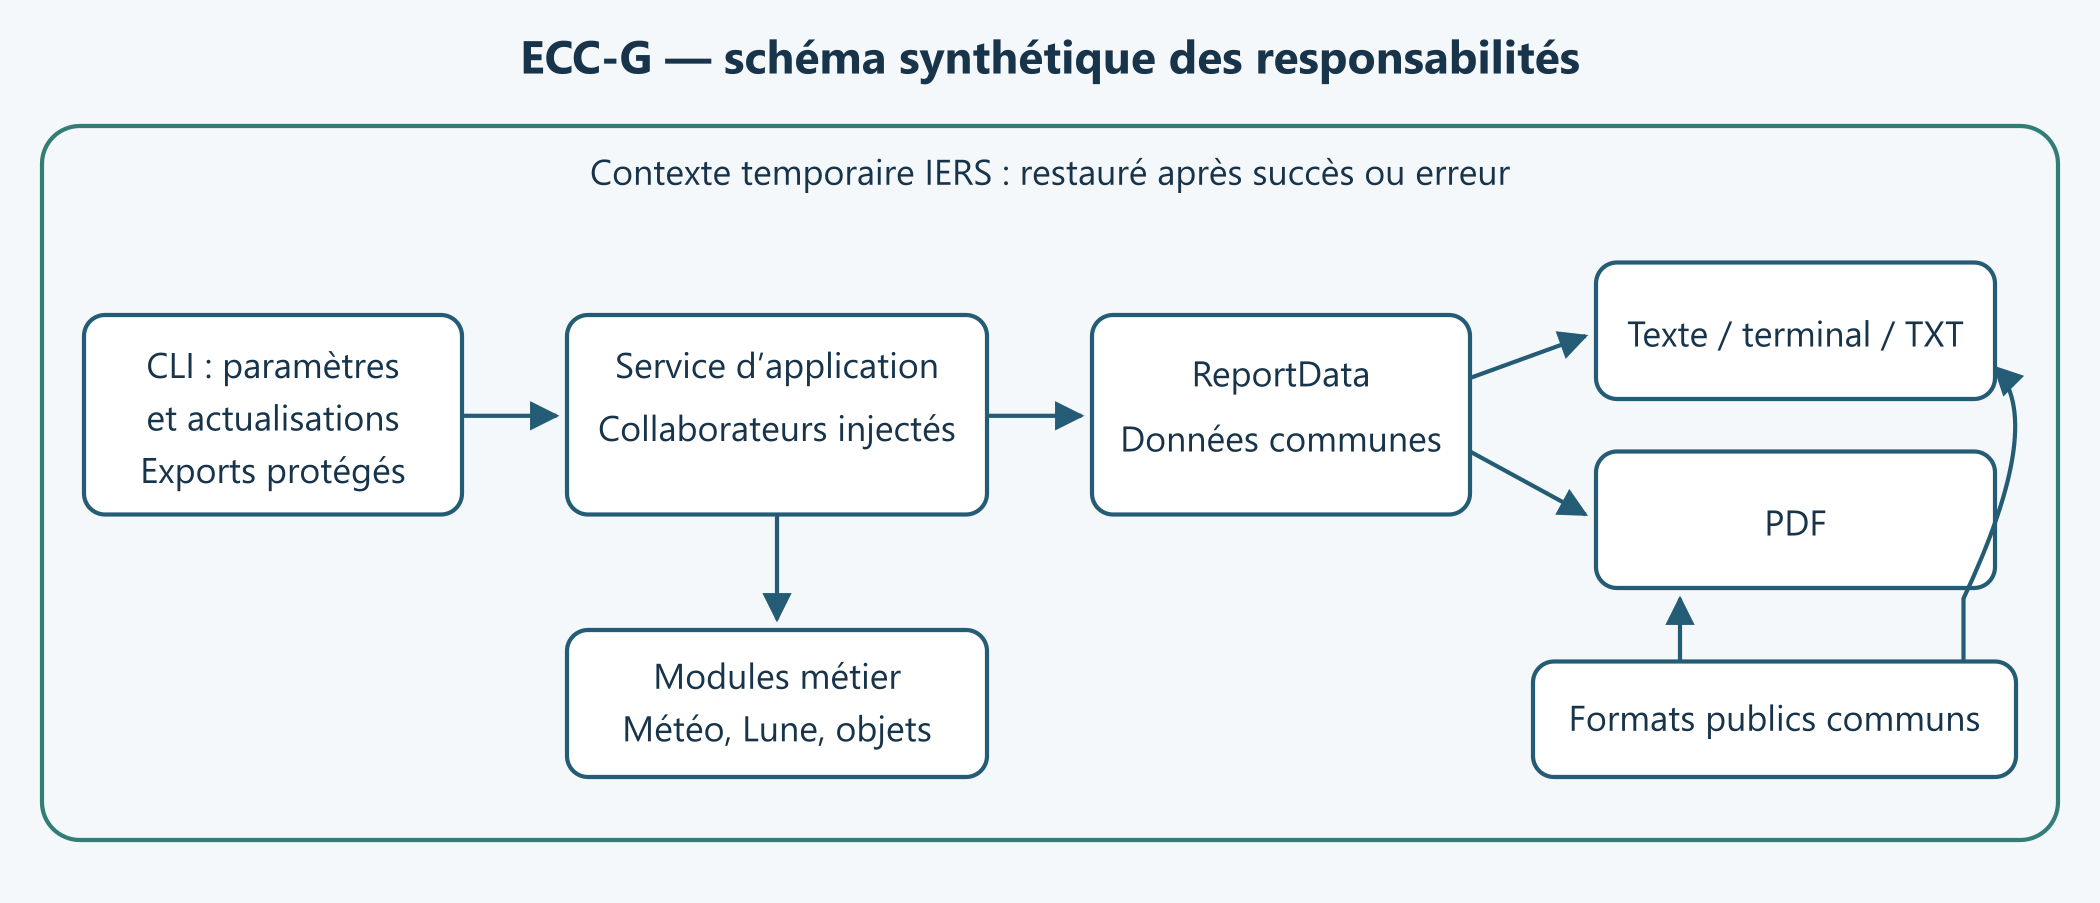 ECC-G — schéma synthétique des responsabilités
Contexte temporaire IERS : restauré après succès ou erreur
CLI : paramètres
et actualisations
Exports protégés
Service d’application
Collaborateurs injectés
ReportData
Données communes
Texte / terminal / TXT
PDF
Modules métier
Météo, Lune, objets
Formats publics communs